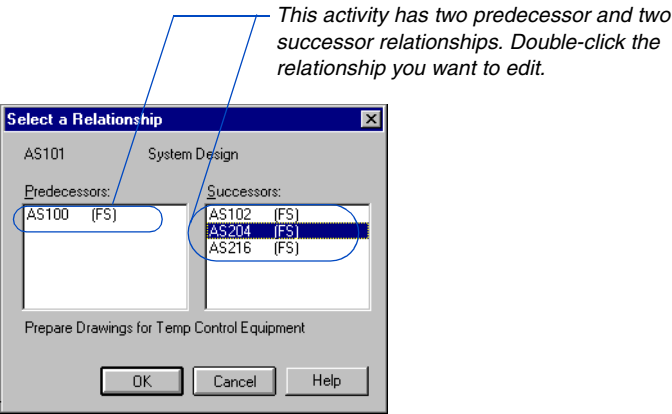 This activity has two predecessor and two
successor relationships. Double-click the
relationship you want to edit.
Select a Relationship
AS101 System Design
Predecessors: Successors:
AS100 (FS) AS102 (FS)
AS204 (FS)
AS216 (FS)
Prepare Drawings for Temp Control Equipment
OK Cancel Help